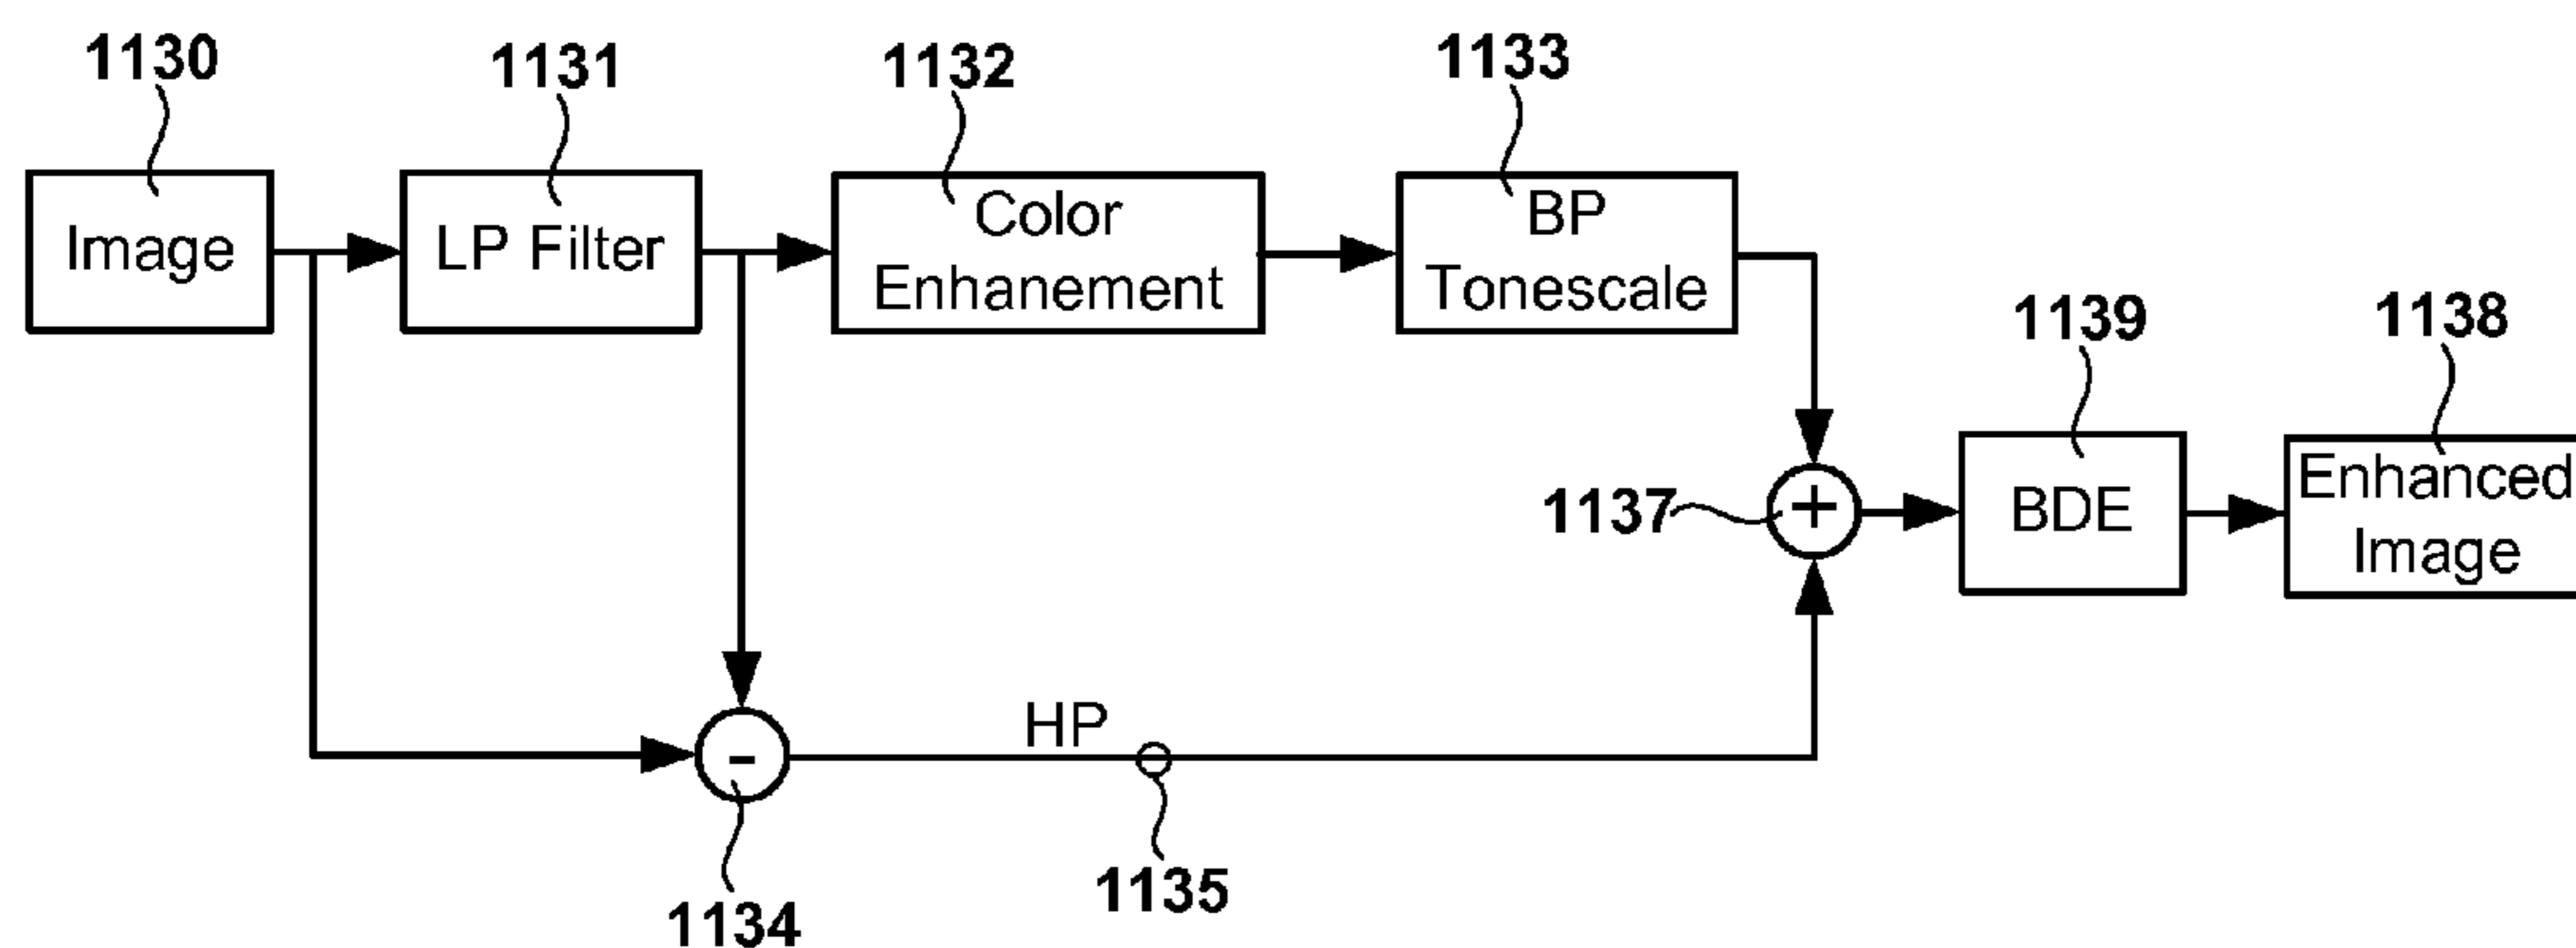 1130
1131
1132
1133
Image
LP Filter
Color
Enhanement
BP
Tonescale
1139
1138
1137
+
BDE
Enhanced
Image
HP
-
1135
1134